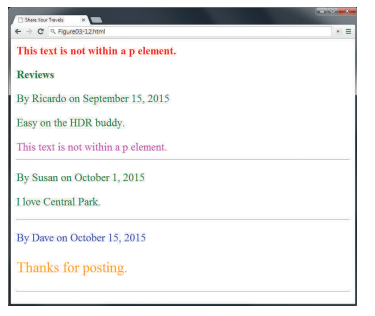 Share Your Travels
Figure03-12.html
This text is not within a p element.
Reviews
By Ricardo on September 15, 2015
Easy on the HDR buddy.
This text is not within a p element.
By Susan on October 1, 2015
I love Central Park.
By Dave on October 15, 2015
Thanks for posting.